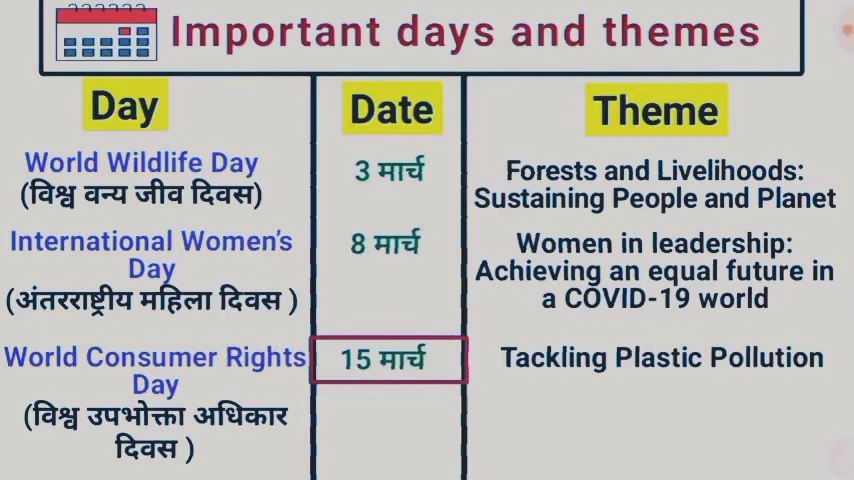 Important days and themes
Day
Date
Theme
World Wildlife Day
(विश्व वन्य जीव दिवस)
3 मार्च
Forests and Livelihoods:
Sustaining People and Planet
International Women's
Day
(अंतरराष्ट्रीय महिला दिवस )
8 मार्च
Women in leadership:
Achieving an equal future in
a COVID-19 world
World Consumer Rights
Day
(विश्व उपभोक्ता अधिकार
दिवस )
15 मार्च
Tackling Plastic Pollution